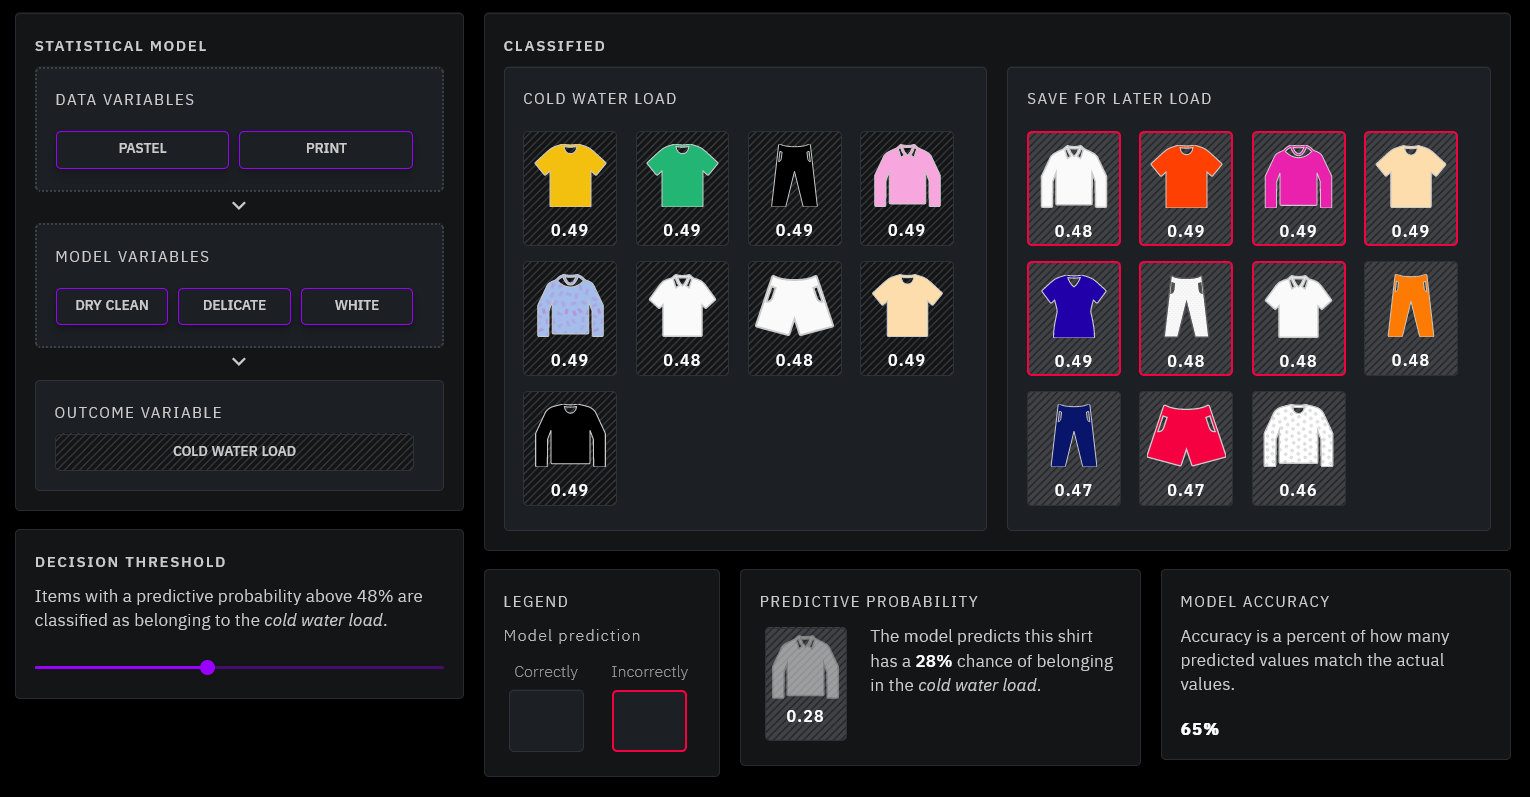 STATISTICAL MODEL
DATA VARIABLES
PASTEL
PRINT
MODEL VARIABLES
DRY CLEAN
DELICATE
WHITE
OUTCOME VARIABLE
COLD WATER LOAD
DECISION THRESHOLD
Items with a predictive probability above 48% are
classified as belonging to the cold water load.
CLASSIFIED
COLD WATER LOAD
0.49
0.49
0.49
0.49
0.49
0.48
0.48
0.49
0.49
SAVE FOR LATER LOAD
0.48
0.49
0.49
0.49
0.49
0.48
0.48
0.48
0.47
0.47
0.46
LEGEND
Model prediction
Correctly
Incorrectly
PREDICTIVE PROBABILITY
0.28
The model predicts this shirt
has a 28% chance of belonging
in the cold water load.
MODEL ACCURACY
Accuracy is a percent of how many
predicted values match the actual
values.
65%